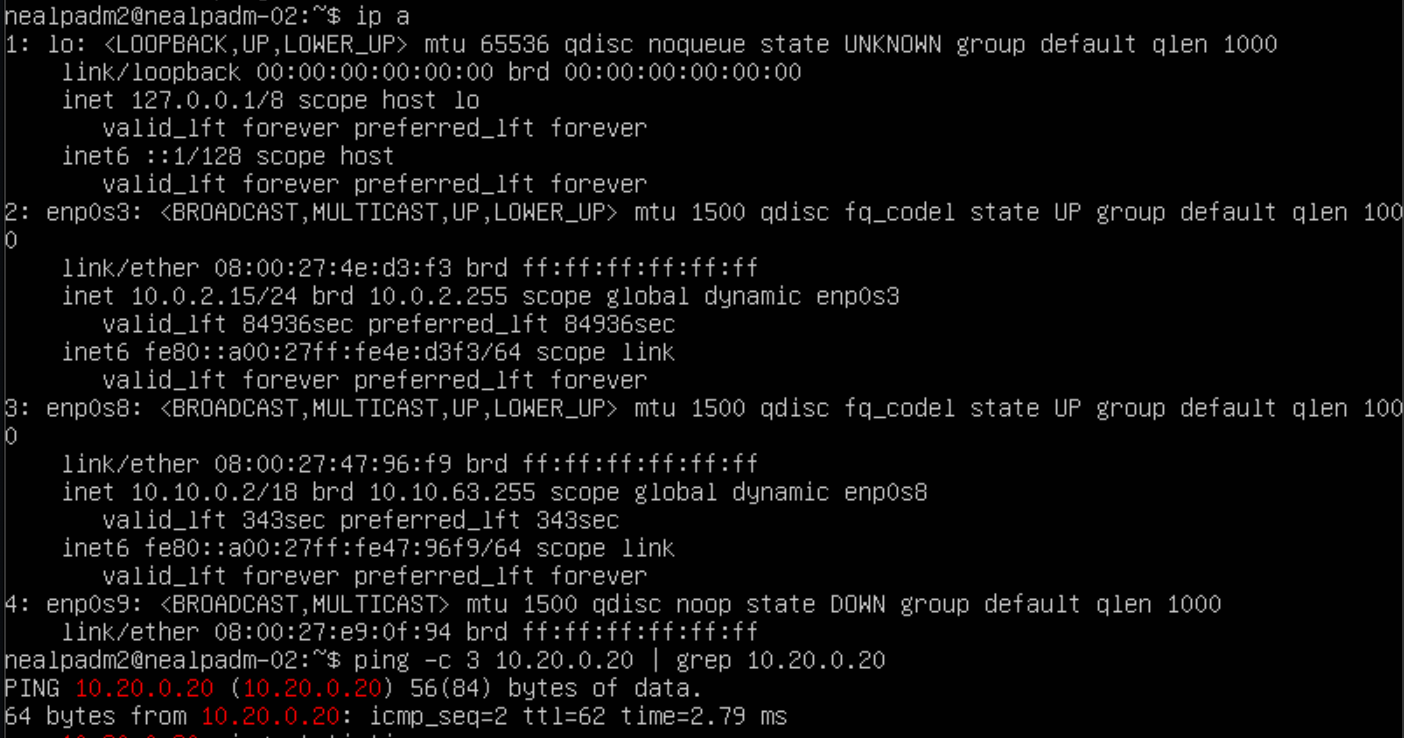 nealpadm2@nealpadm-02:~$ ip a
1: lo: <LOOPBACK,UP,LOWER_UP> mtu 65536 qdisc noqueue state UNKNOWN group default qlen 1000
    link/loopback 00:00:00:00:00:00 brd 00:00:00:00:00:00
    inet 127.0.0.1/8 scope host lo
       valid_lft forever preferred_lft forever
    inet6 ::1/128 scope host
       valid_lft forever preferred_lft forever
2: enp0s3: <BROADCAST,MULTICAST,UP,LOWER_UP> mtu 1500 qdisc fq_codel state UP group default qlen 100
0
    link/ether 08:00:27:4e:d3:f3 brd ff:ff:ff:ff:ff:ff
    inet 10.0.2.15/24 brd 10.0.2.255 scope global dynamic enp0s3
       valid_lft 84936sec preferred_lft 84936sec
    inet6 fe80::a00:27ff:fe4e:d3f3/64 scope link
       valid_lft forever preferred_lft forever
3: enp0s8: <BROADCAST,MULTICAST,UP,LOWER_UP> mtu 1500 qdisc fq_codel state UP group default qlen 100
0
    link/ether 08:00:27:47:96:f9 brd ff:ff:ff:ff:ff:ff
    inet 10.10.0.2/18 brd 10.10.63.255 scope global dynamic enp0s8
       valid_lft 343sec preferred_lft 343sec
    inet6 fe80::a00:27ff:fe47:96f9/64 scope link
       valid_lft forever preferred_lft forever
4: enp0s9: <BROADCAST,MULTICAST> mtu 1500 qdisc noop state DOWN group default qlen 1000
    link/ether 08:00:27:e9:0f:94 brd ff:ff:ff:ff:ff:ff
nealpadm2@nealpadm-02:~$ ping -c 3 10.20.0.20 | grep 10.20.0.20
PING 10.20.0.20 (10.20.0.20) 56(84) bytes of data.
64 bytes from 10.20.0.20: icmp_seq=2 ttl=62 time=2.79 ms